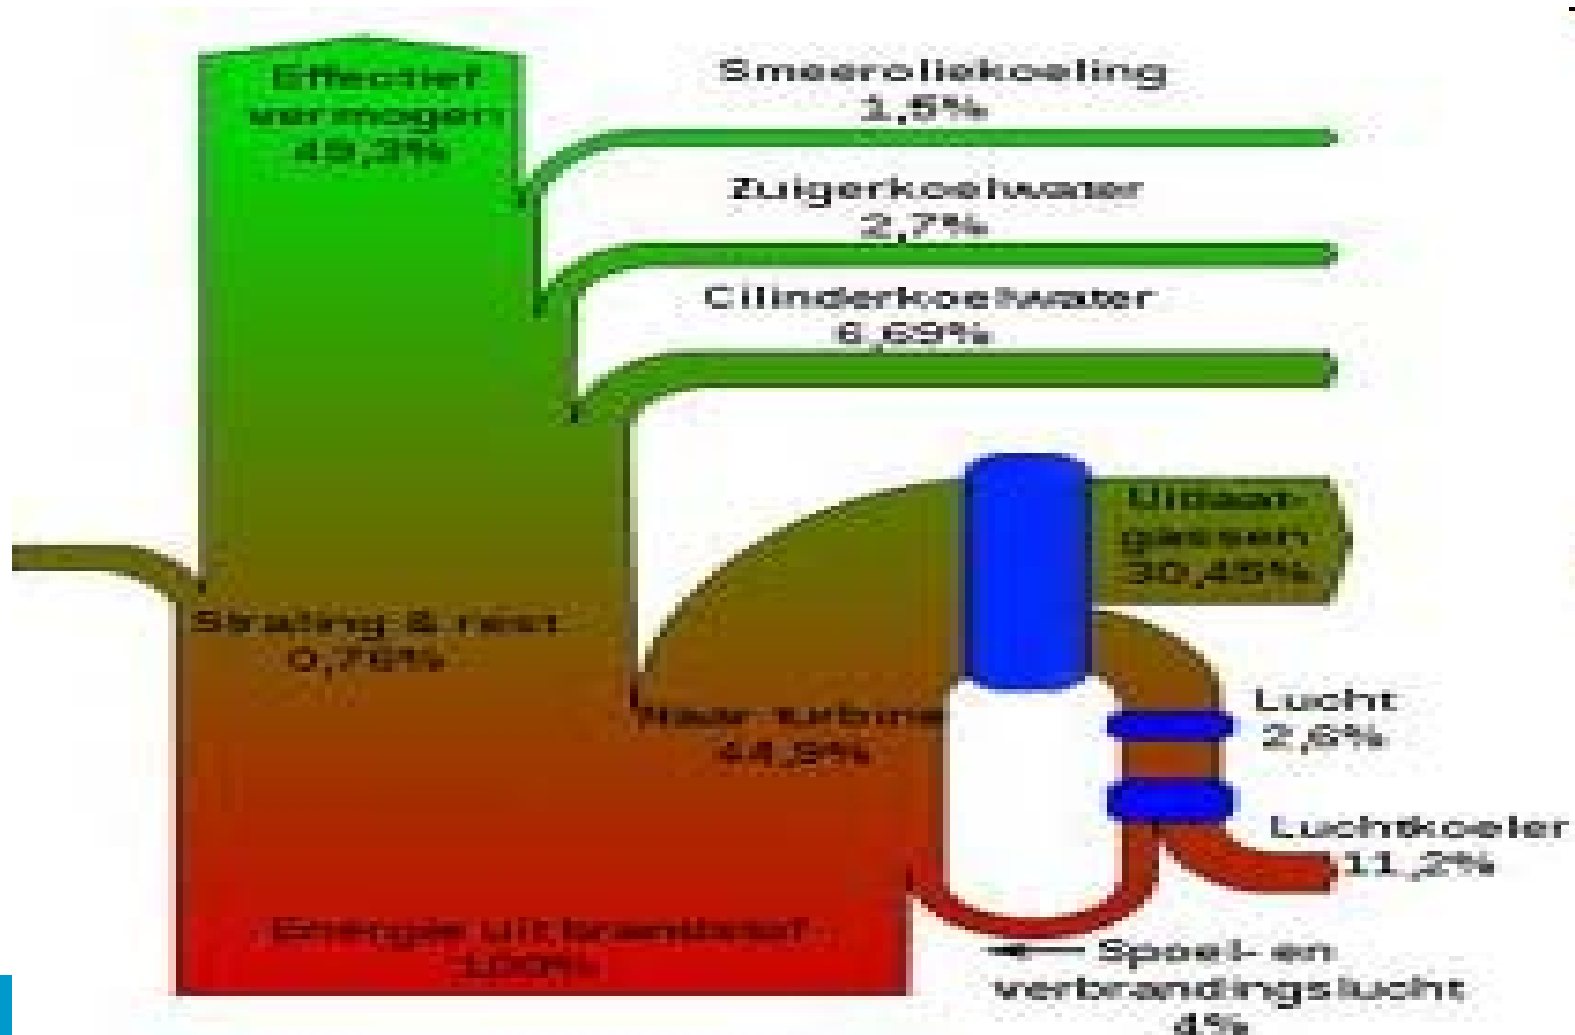 Effectief
vermogen
49,3%
Smeeroliekoeling
1,5%
Zuigerkoelwater
2,7%
Cilinderkoelwater
6,69%
Uitlaat-
gassen
30,45%
Straling & rest
0,76%
Naar turbine
44,8%
Lucht
2,6%
Luchtkoeler
11,2%
Energie uit brandstof
100%
Spoel- en
verbrandingslucht
4%